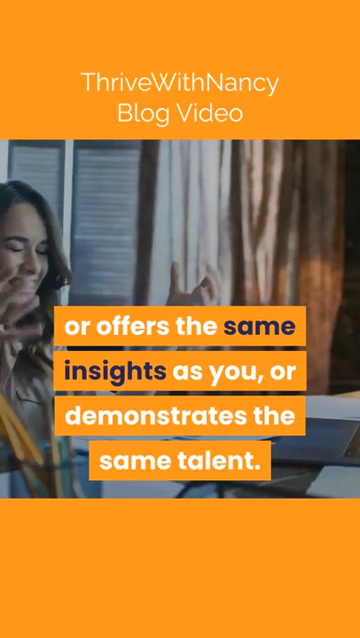 ThriveWithNancy
Blog Video
or offers the same
insights as you, or
demonstrates the
same talent.